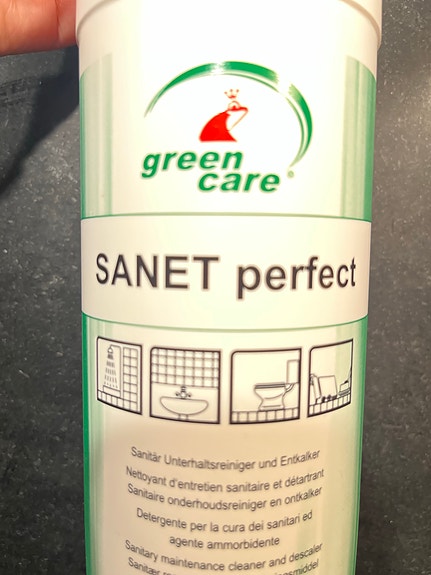 green
care®
SANET perfect
Sanitär Unterhaltsreiniger und Entkalker
Nettoyant d'entretien sanitaire et détartrant
Sanitaire onderhoudsreiniger en ontkalker
Detergente per la cura dei sanitari ed
agente ammorbidente
Sanitary maintenance cleaner and descaler
Sanitær